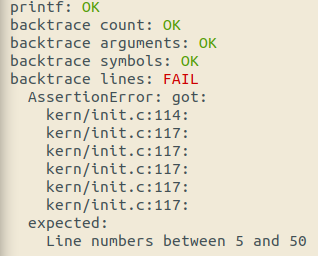 printf: OK
backtrace count: OK
backtrace arguments: OK
backtrace symbols: OK
backtrace lines: FAIL
AssertionError: got:
kern/init.c:114:
kern/init.c:117:
kern/init.c:117:
kern/init.c:117:
kern/init.c:117:
kern/init.c:117:
expected:
Line numbers between 5 and 50